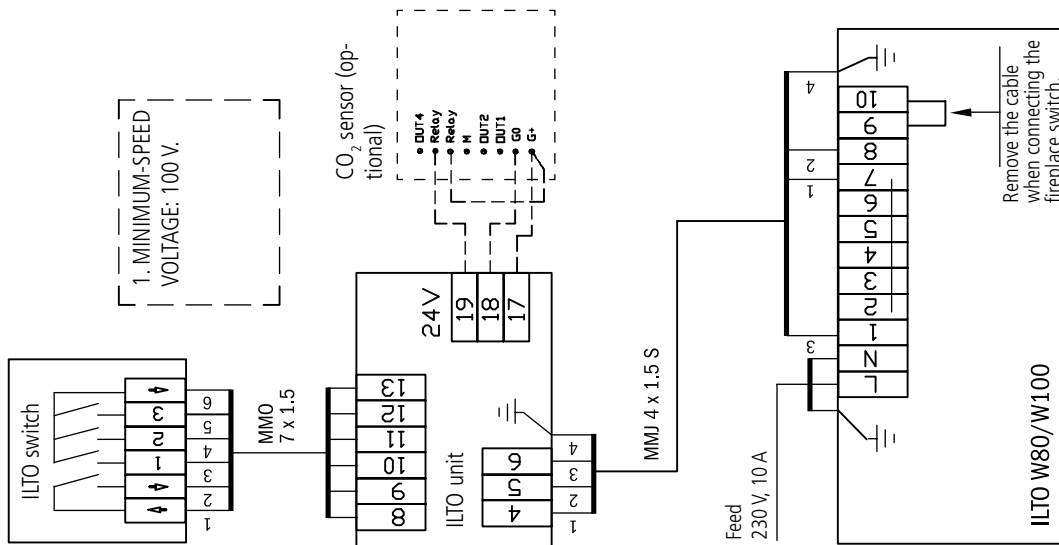 1. MINIMUM-SPEED
VOLTAGE: 100 V.
CO2 sensor (op-
tional)
OUT4
Relay
Relay
M
OUT2
OUT1
G0
G+
ILTO switch
3
2
1
6
5
4
3
2
1
MMO
7 x 1.5
24V
19
18
17
13
12
11
10
9
8
ILTO unit
6
5
4
4
3
2
1
MMJ 4 x 1.5 S
Feed
230 V, 10 A
4
2
1
3
10
9
8
7
6
5
4
3
2
1
N
L
Remove the cable
when connecting the
fireplace switch.
ILTO W80/W100